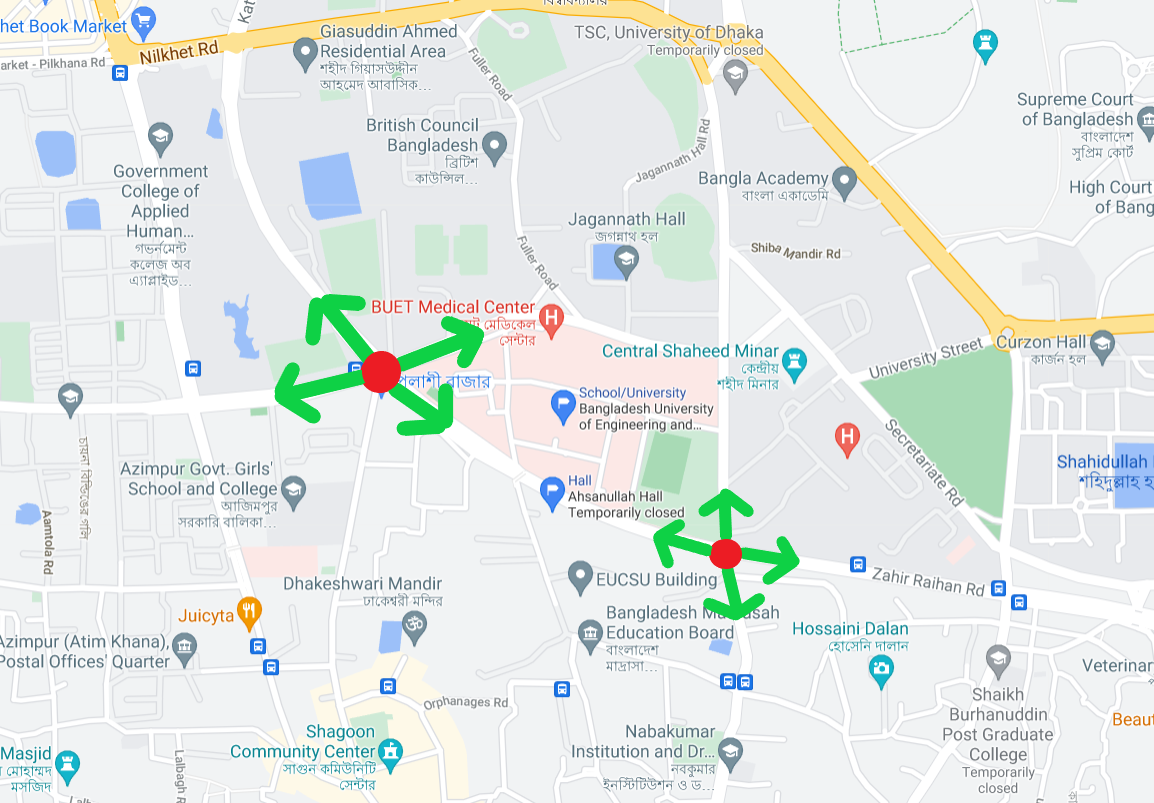 het Book Market
Nilkhet Rd
arket - Pilkhana Rd
Kat
Giasuddin Ahmed
Residential Area
শহীদ গিয়াসউদ্দীন
আহমেদ আবাসিক...
Fuller Road
TSC, University of Dhaka
Temporarily closed
Supreme Court
of Bangladesh
বাংলাদেশ
সুপ্রিম কোর্ট
High Court
of Bang
British Council
Bangladesh
ব্রিটিশ
কাউন্সিল...
Jagannath Hall Rd
Bangla Academy
বাংলা একাডেমি
Government
College of
Applied
Human...
গভর্নমেন্ট
কলেজ অব
এ্যাপ্লাইড...
Jagannath Hall
জগন্নাথ হল
Shiba Mandir Rd
Fuller Road
BUET Medical Center
মেডিকেল
সেন্টার
Central Shaheed Minar
কেন্দ্রীয়
শহীদ মিনার
University Street
Curzon Hall
কার্জন হল
পলাশী বাজার
School/University
Bangladesh University
of Engineering and...
Secretariate Rd
Azimpur Govt. Girls'
School and College
আজিমপুর
সরকারি বালিকা...
Hall
Ahsanullah Hall
Temporarily closed
Shahidullah
শহিদুল্লাহ হ
চায়না বিল্ডিংয়ের গলি
Aamtola Rd
EUCSU Building
Zahir Raihan Rd
Dhakeshwari Mandir
ঢাকেশ্বরী মন্দির
Juicyta
Bangladesh M sah
Education Board
বাংলাদেশ
মাদ্রাসা...
Hossaini Dalan
হোসেনি দালান
Azimpur (Atim Khana),
Postal Offices' Quarter
Orphanages Rd
Shaikh
Burhanuddin
Post Graduate
College
Temporarily
closed
Veterinar
Beaut
Shagoon
Community Center
সাগুন কমিউনিটি
সেন্টার
Nabakumar
Institution and Dr...
নবকুমার
ইনস্টিটিউশন ও ড...
Masjid
মোহাম্মদ
মসজিদ
Lalbagh R